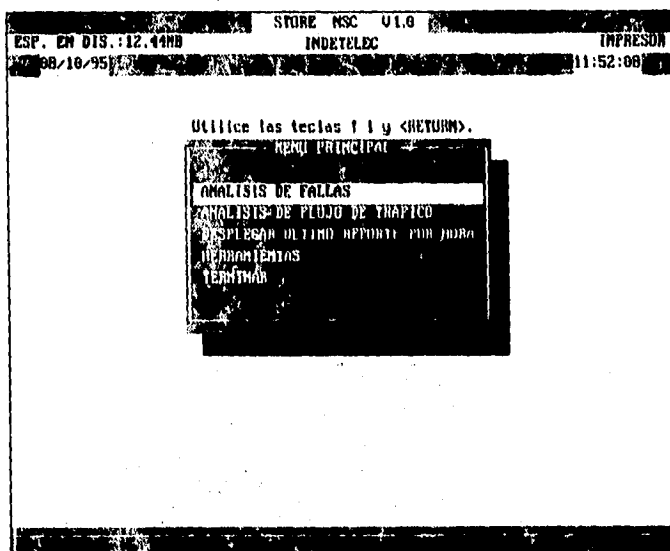 STORE NSC V1.0
ESP. EN DIS.:12.44MB INDETELEC IMPRESOR
08/10/95 11:52:08
Utilice las teclas ↑ ↓ y <RETURN>.
MENU PRINCIPAL
ANALISIS DE FALLAS
ANALISIS DE FLUJO DE TRAFICO
DESPLEGAR ULTIMO REPORTE POR HORA
HERRAMIENTAS
TERMINAR